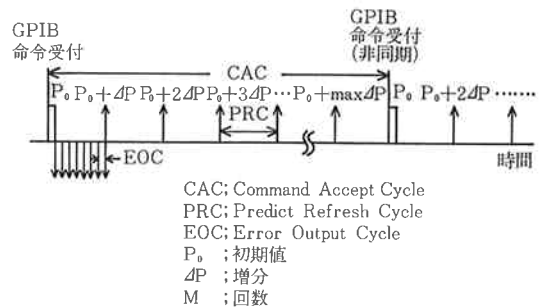 GPIB
命令受付
GPIB
命令受付
(非同期)
CAC
P₀ P₀+ΔP P₀+2ΔP P₀+3ΔP … P₀+maxΔP P₀ P₀+2ΔP ……
PRC
EOC
時間
CAC; Command Accept Cycle
PRC; Predict Refresh Cycle
EOC; Error Output Cycle
P₀ ; 初期値
ΔP ; 増分
M ; 回数